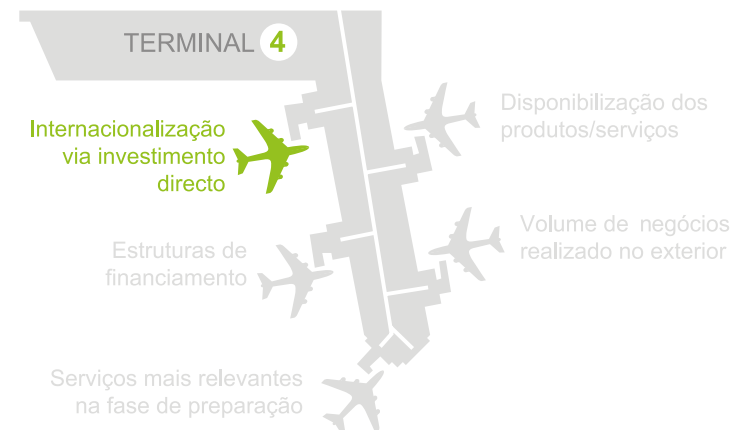 TERMINAL 4
Internacionalização
via investimento
directo
Disponibilização dos
produtos/serviços
Estruturas de
financiamento
Volume de negócios
realizado no exterior
Serviços mais relevantes
na fase de preparação